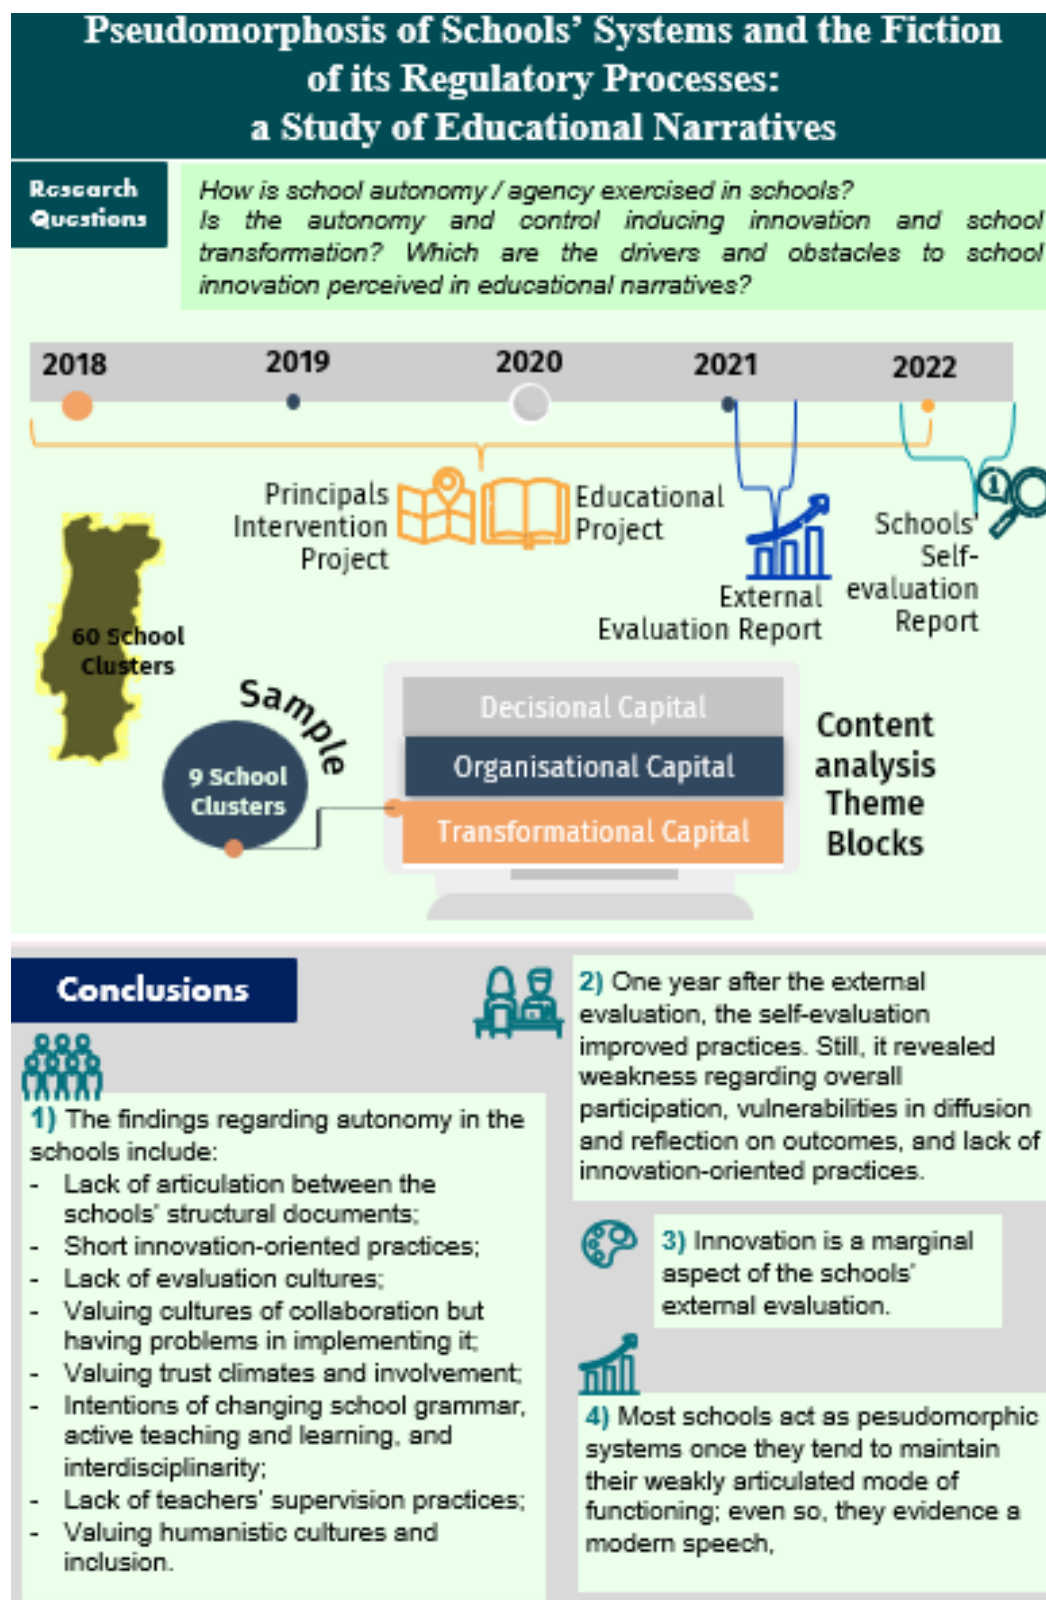 Pseudomorphosis of Schools' Systems and the Fiction
of its Regulatory Processes:
a Study of Educational Narratives
Research
Questions
How is school autonomy / agency exercised in schools?
Is the autonomy and control inducing innovation and school
transformation? Which are the drivers and obstacles to school
innovation perceived in educational narratives?
2018
2019
2020
2021
2022
Principals
Intervention
Project
Educational
Project
External
Evaluation Report
1
Schools'
Self-
evaluation
Report
60 School
Clusters
Sample
9 School
Clusters
Decisional Capital
Organisational Capital
Transformational Capital
Content
analysis
Theme
Blocks
Conclusions
1) The findings regarding autonomy in the
schools include:
- Lack of articulation between the
schools' structural documents;
- Short innovation-oriented practices;
- Lack of evaluation cultures;
- Valuing cultures of collaboration but
having problems in implementing it;
- Valuing trust climates and involvement;
- Intentions of changing school grammar,
active teaching and learning, and
interdisciplinarity;
- Lack of teachers' supervision practices;
- Valuing humanistic cultures and
inclusion.
2) One year after the external
evaluation, the self-evaluation
improved practices. Still, it revealed
weakness regarding overall
participation, vulnerabilities in diffusion
and reflection on outcomes, and lack of
innovation-oriented practices.
3) Innovation is a marginal
aspect of the schools'
external evaluation.
4) Most schools act as pesudomorphic
systems once they tend to maintain
their weakly articulated mode of
functioning; even so, they evidence a
modern speech,